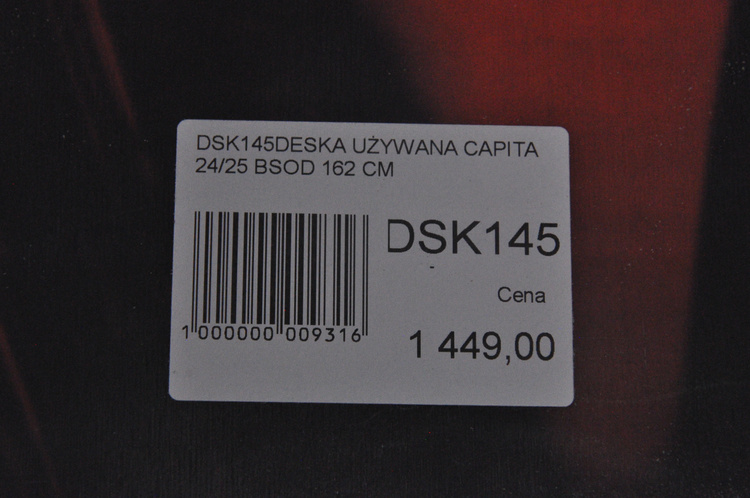 DSK145DESKA UŻYWANA CAPITA
24/25 BSOD 162 CM
DSK145
Cena
1 449,00
1 000000 009316